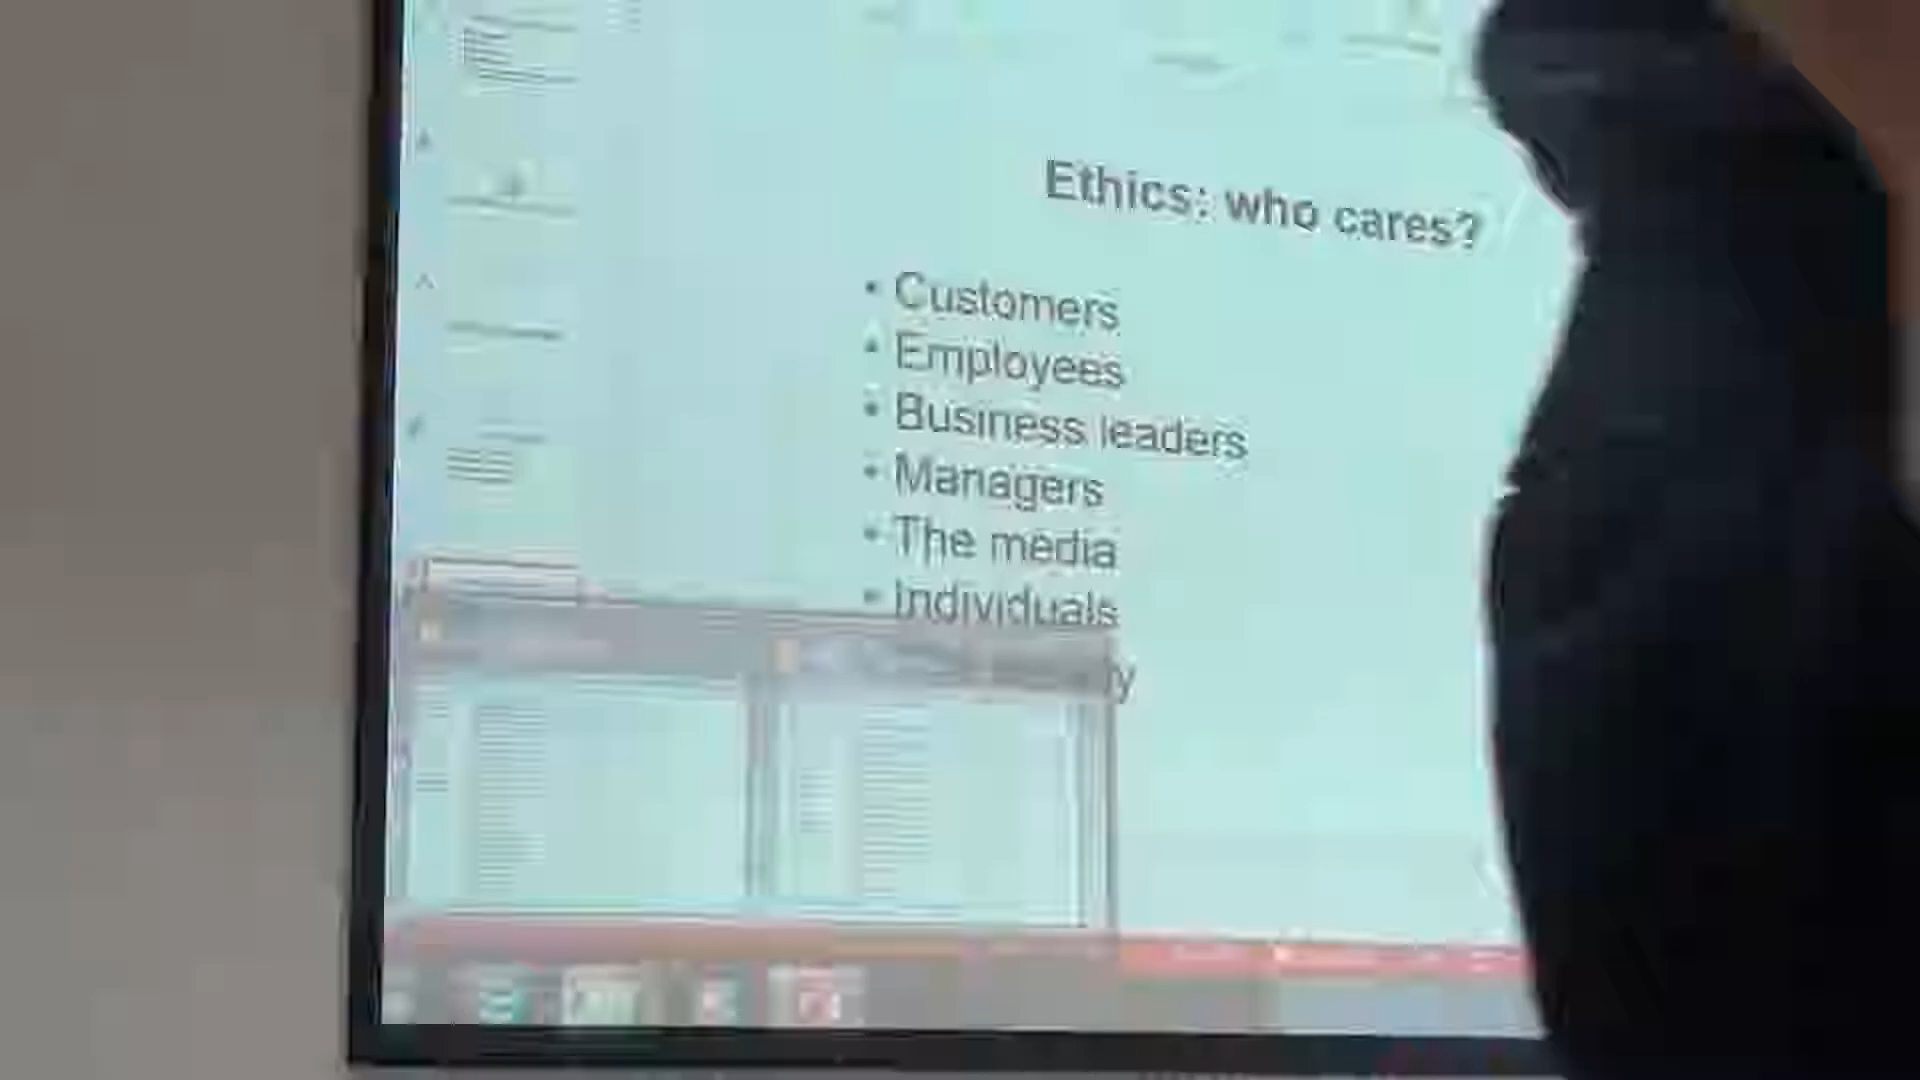 Ethics: who cares?
• Customers
• Employees
• Business leaders
• Managers
• The media
• Individuals